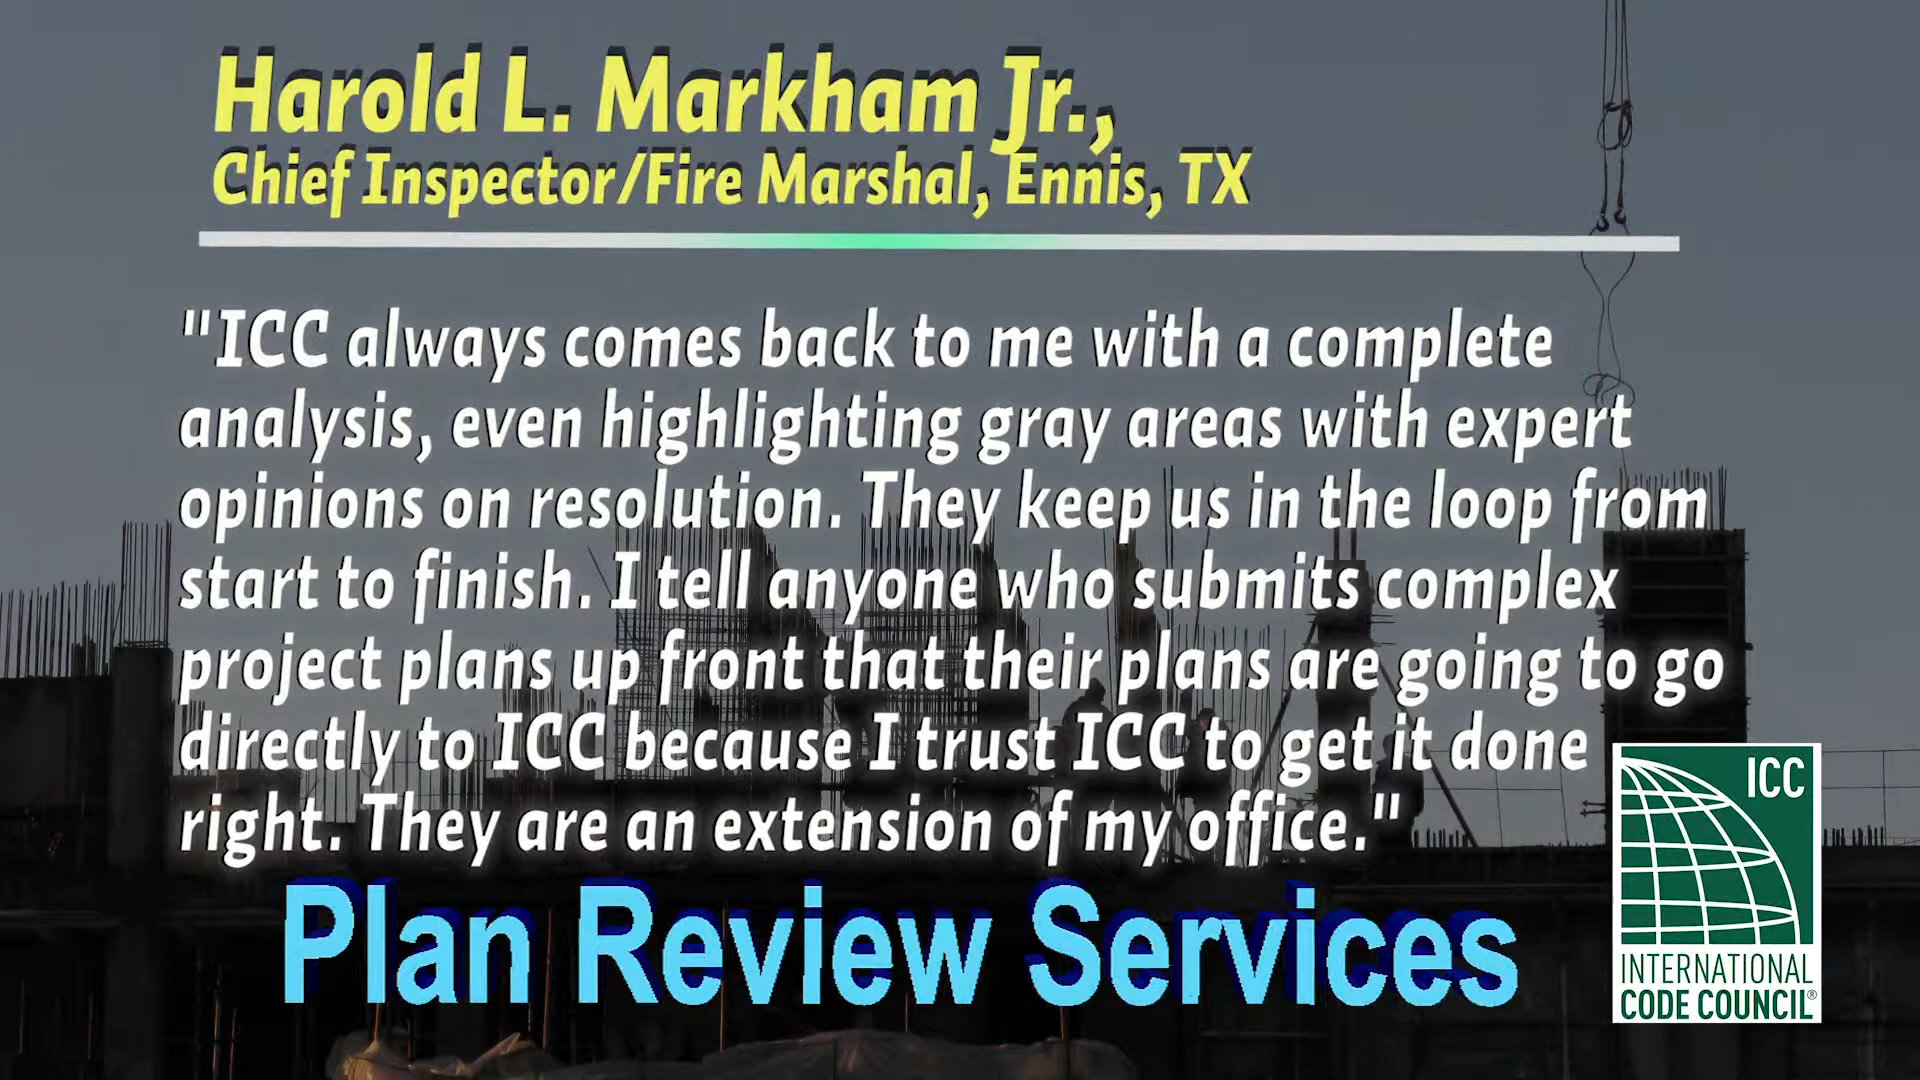 Harold L. Markham Jr.,
Chief Inspector/Fire Marshal, Ennis, TX
"ICC always comes back to me with a complete
analysis, even highlighting gray areas with expert
opinions on resolution. They keep us in the loop from
start to finish. I tell anyone who submits complex
project plans up front that their plans are going to go
directly to ICC because I trust ICC to get it done
right. They are an extension of my office."
Plan Review Services
ICC
INTERNATIONAL
CODE COUNCIL®